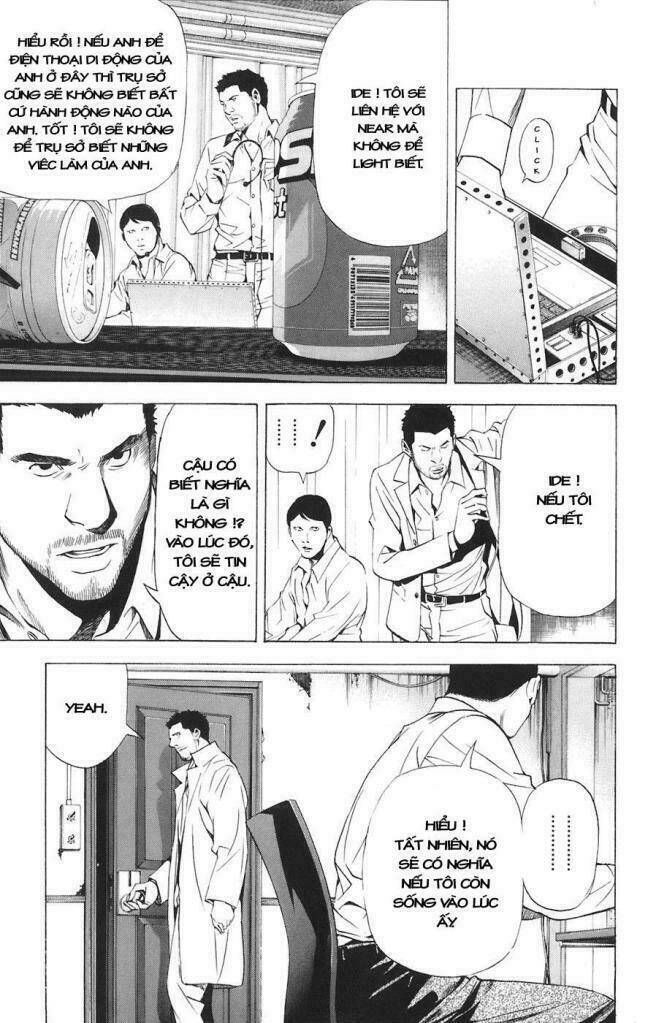 CLICK
IDE ! TÔI SẼ
LIÊN HỆ VỚI
NEAR MÀ
KHÔNG ĐỂ
LIGHT BIẾT.
HIỂU RỒI ! NẾU ANH ĐỂ
ĐIỆN THOẠI DI ĐỘNG CỦA
ANH Ở ĐÂY THÌ TRỤ SỞ
CŨNG SẼ KHÔNG BIẾT BẤT
CỨ HÀNH ĐỘNG NÀO CỦA
ANH. TỐT ! TÔI SẼ KHÔNG
ĐỂ TRỤ SỞ BIẾT NHỮNG
VIÊC LÀM CỦA ANH.
IDE !
NẾU TÔI
CHẾT.
...... !
CẬU CÓ
BIẾT NGHĨA
LÀ GÌ
KHÔNG !?
VÀO LÚC ĐÓ,
TÔI SẼ TIN
CẬY Ở CẬU.
......
HIỂU !
TẤT NHIÊN, NÓ
SẼ CÓ NGHĨA
NẾU TÔI CÒN
SỐNG VÀO LÚC
ẤY.
YEAH.